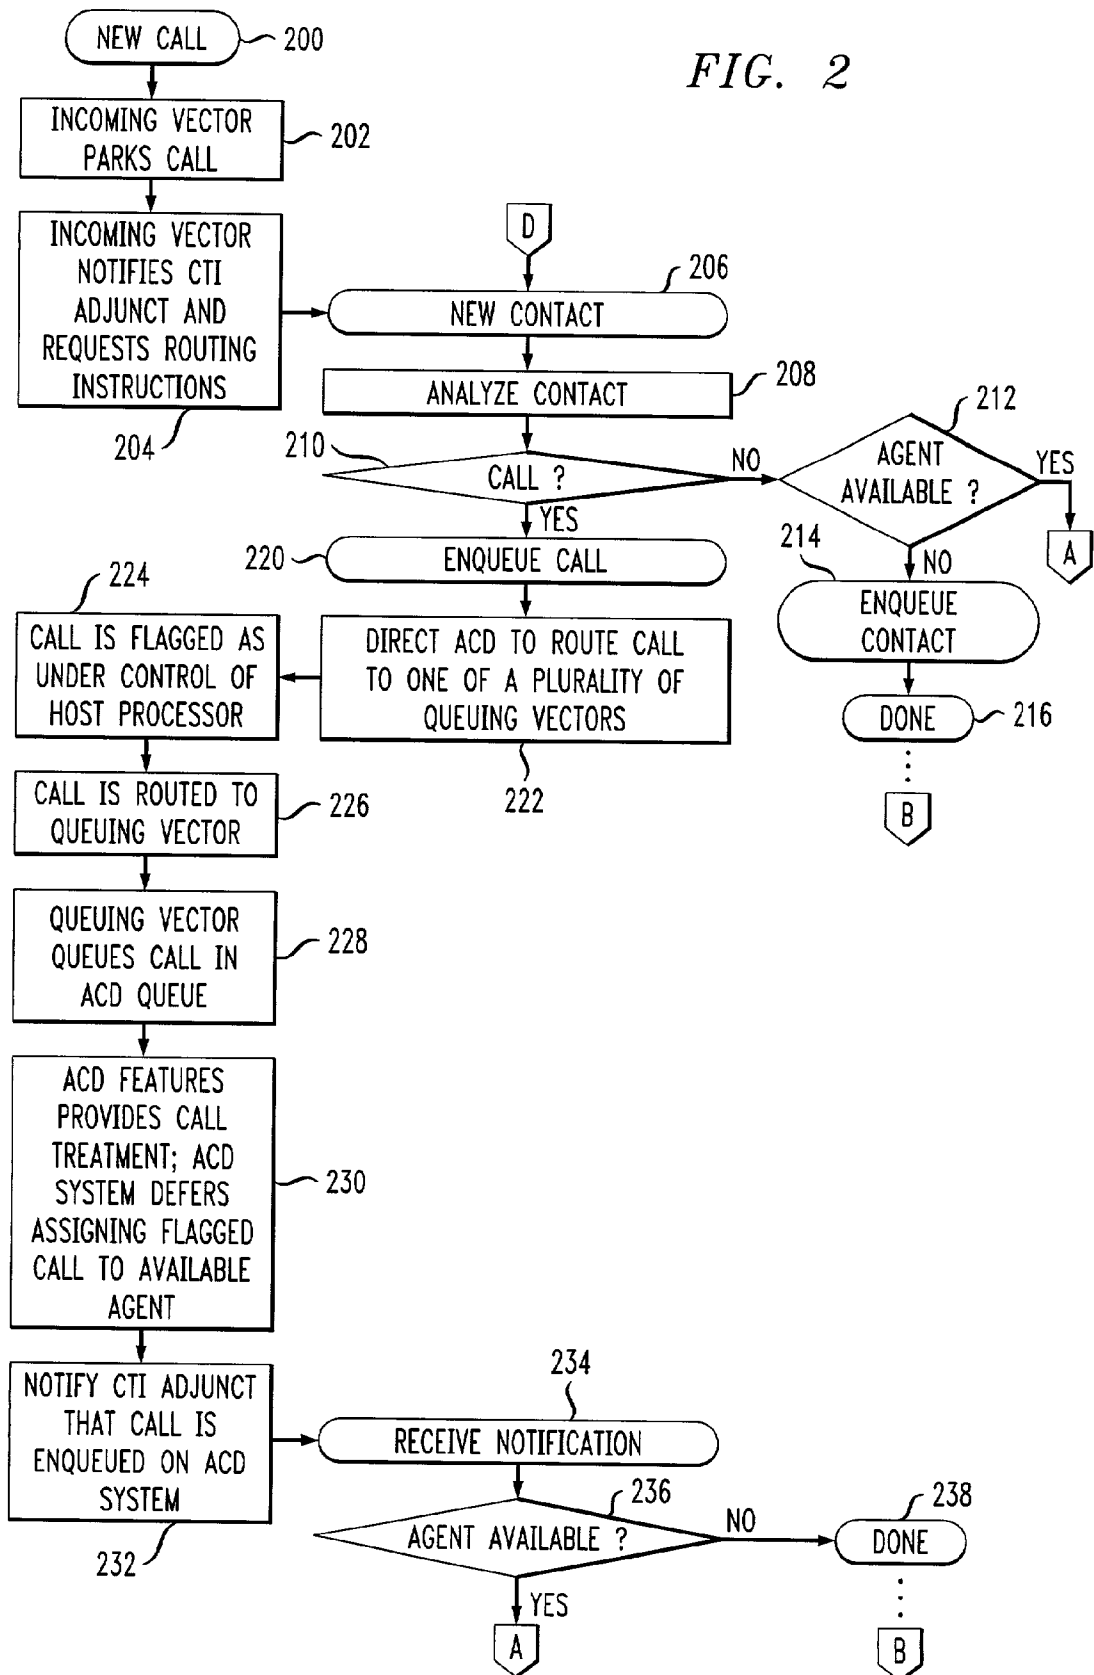 FIG. 2
NEW CALL
200
INCOMING VECTOR
PARKS CALL
202
INCOMING VECTOR
NOTIFIES CTI
ADJUNCT AND
REQUESTS ROUTING
INSTRUCTIONS
204
D
206
NEW CONTACT
208
ANALYZE CONTACT
210
CALL ?
NO
YES
212
AGENT
AVAILABLE ?
YES
A
NO
214
ENQUEUE
CONTACT
DONE
216
B
220
ENQUEUE CALL
DIRECT ACD TO ROUTE CALL
TO ONE OF A PLURALITY OF
QUEUING VECTORS
222
224
CALL IS FLAGGED AS
UNDER CONTROL OF
HOST PROCESSOR
CALL IS ROUTED TO
QUEUING VECTOR
226
QUEUING VECTOR
QUEUES CALL IN
ACD QUEUE
228
ACD FEATURES
PROVIDES CALL
TREATMENT; ACD
SYSTEM DEFERS
ASSIGNING FLAGGED
CALL TO AVAILABLE
AGENT
230
NOTIFY CTI ADJUNCT
THAT CALL IS
ENQUEUED ON ACD
SYSTEM
232
234
RECEIVE NOTIFICATION
236
AGENT AVAILABLE ?
NO
238
DONE
YES
A
B